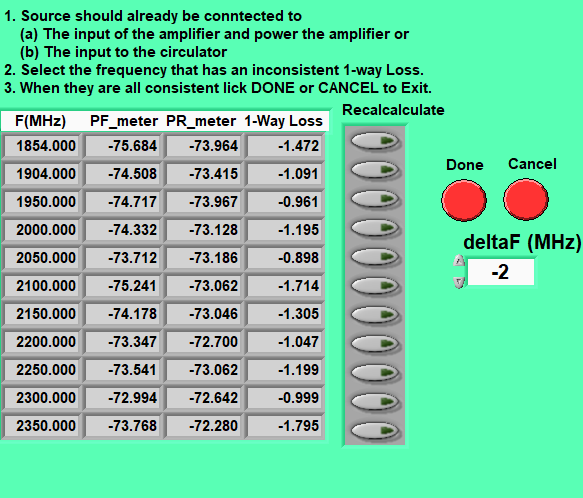 1. Source should already be conntected to
(a) The input of the amplifier and power the amplifier or
(b) The input to the circulator
2. Select the frequency that has an inconsistent 1-way Loss.
3. When they are all consistent lick DONE or CANCEL to Exit.
Recalcalculate
F(MHz) PF_meter PR_meter 1-Way Loss
1854.000 -75.684 -73.964 -1.472
1904.000 -74.508 -73.415 -1.091
1950.000 -74.717 -73.967 -0.961
2000.000 -74.332 -73.128 -1.195
2050.000 -73.712 -73.186 -0.898
2100.000 -75.241 -73.062 -1.714
2150.000 -74.178 -73.046 -1.305
2200.000 -73.347 -72.700 -1.047
2250.000 -73.541 -73.062 -1.199
2300.000 -72.994 -72.642 -0.999
2350.000 -73.768 -72.280 -1.795
Done Cancel
deltaF (MHz)
-2